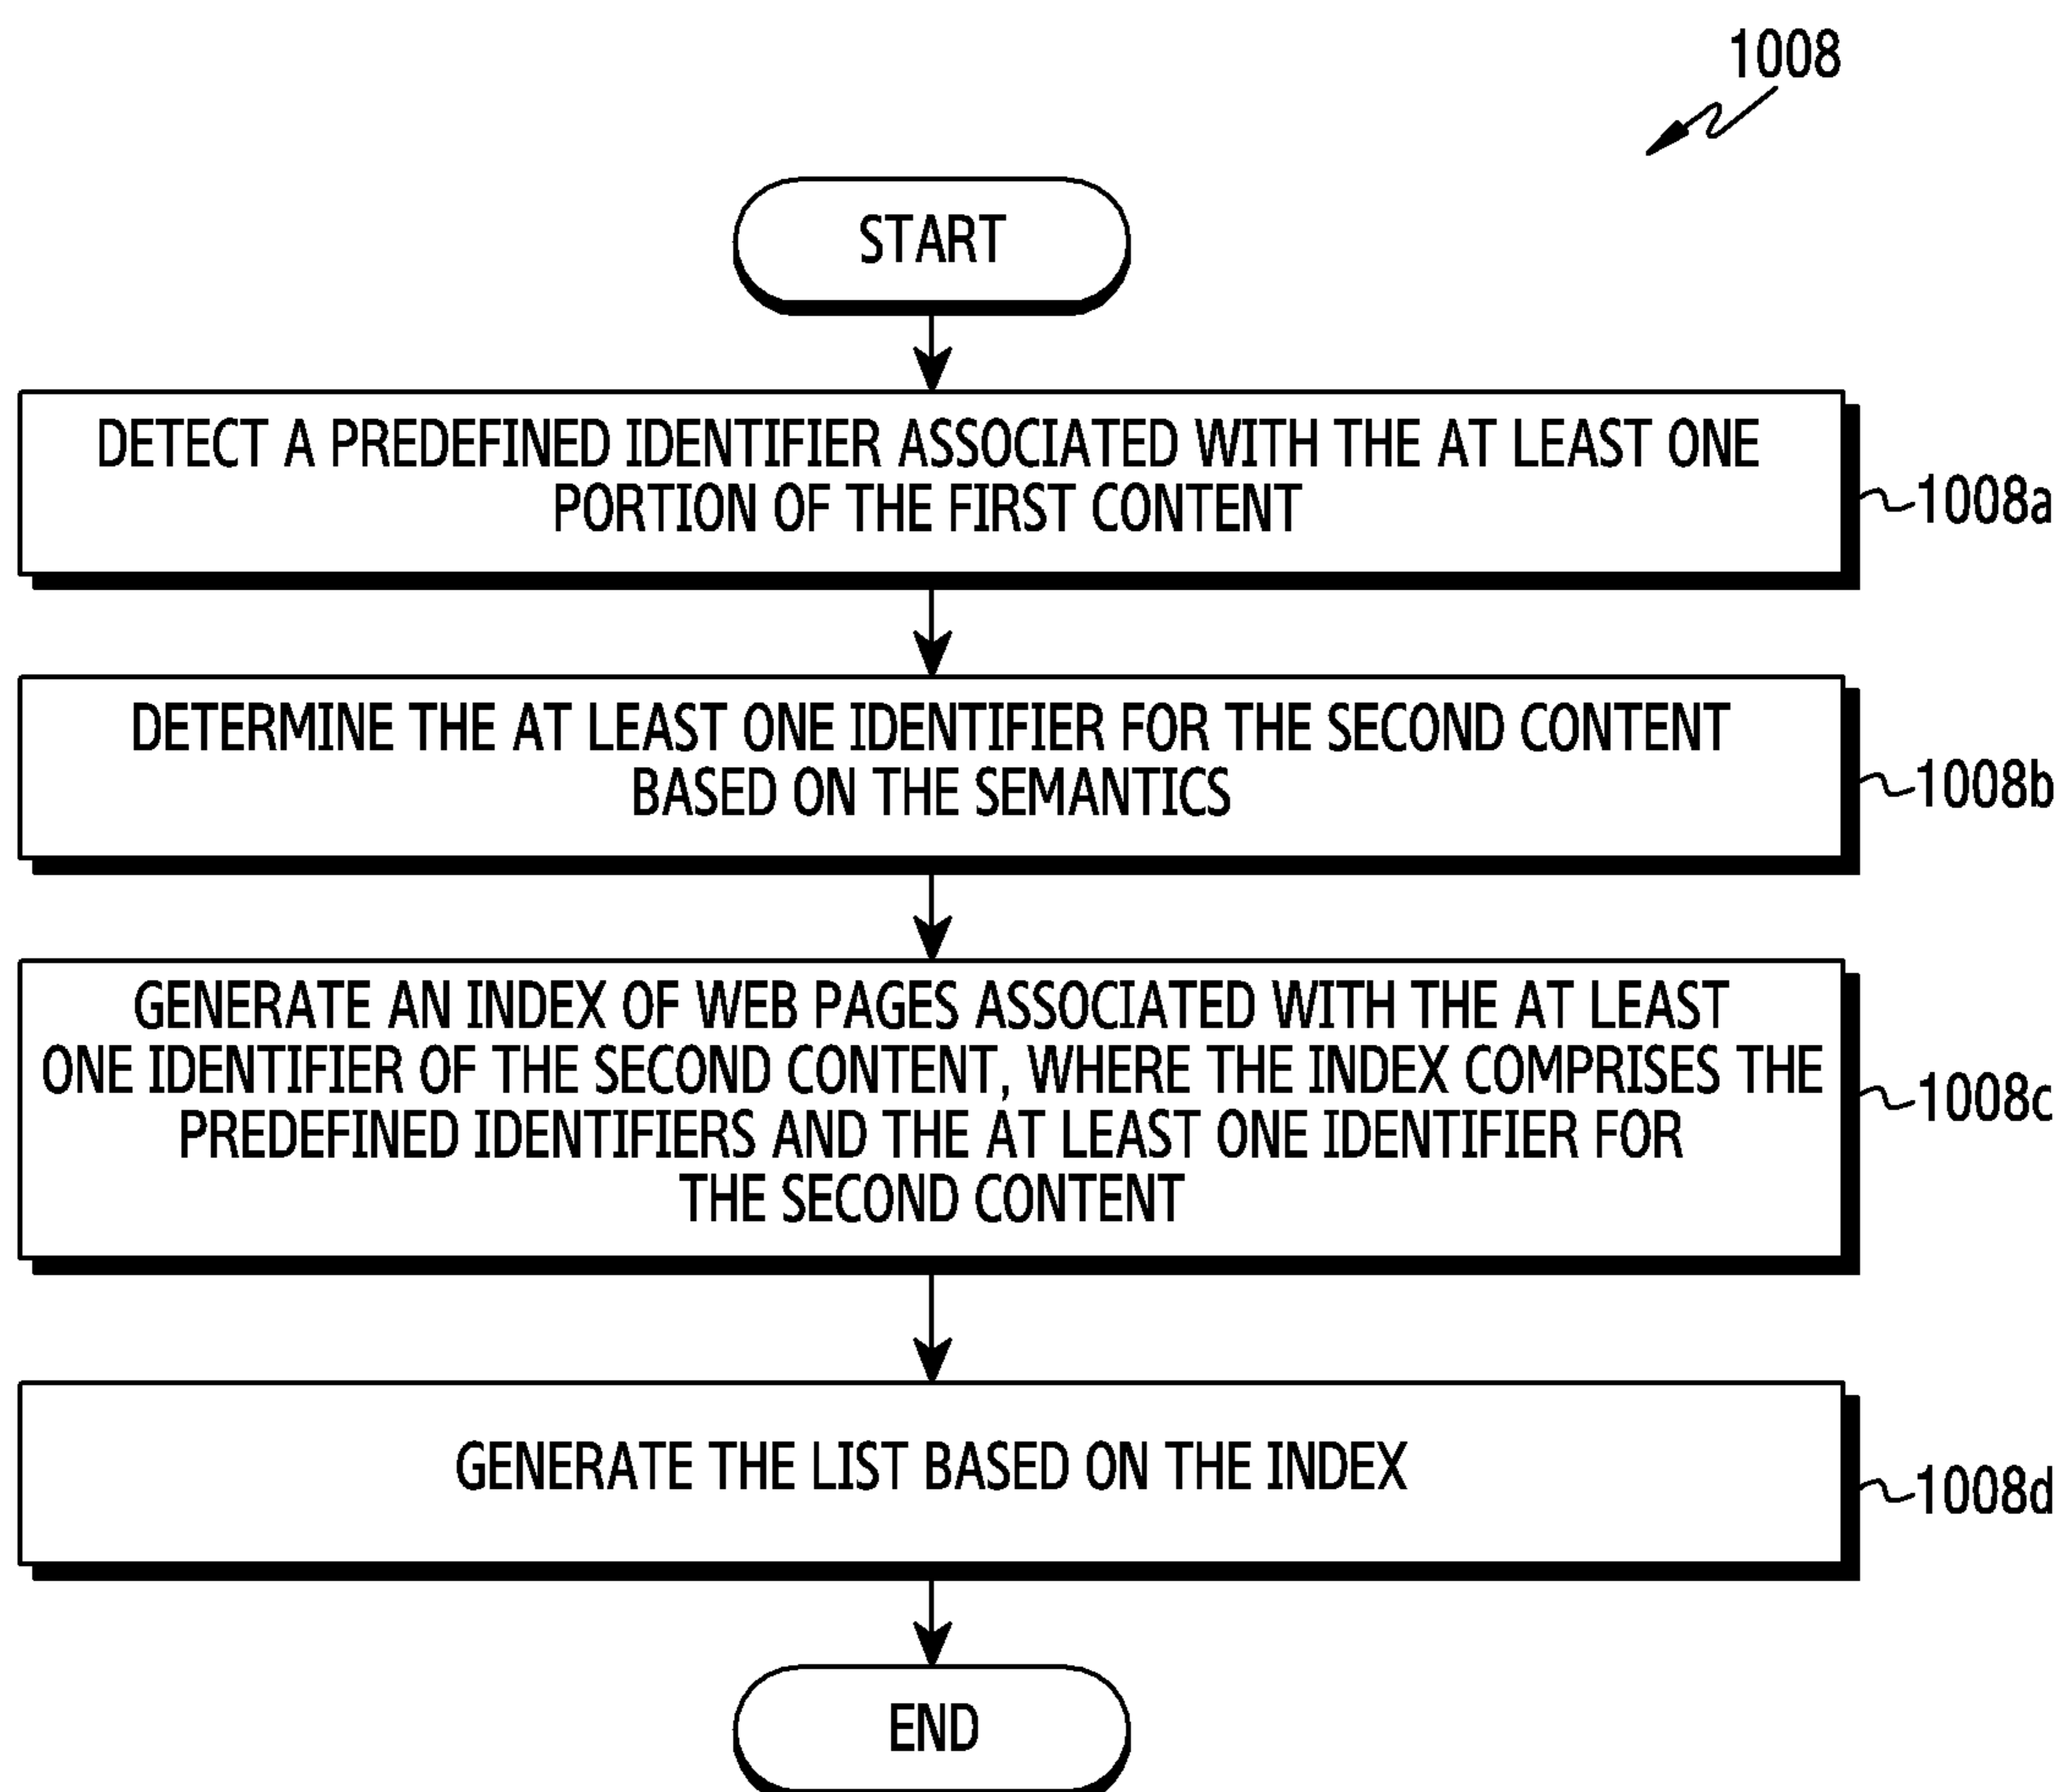 1008
START
DETECT A PREDEFINED IDENTIFIER ASSOCIATED WITH THE AT LEAST ONE
PORTION OF THE FIRST CONTENT
1008a
DETERMINE THE AT LEAST ONE IDENTIFIER FOR THE SECOND CONTENT
BASED ON THE SEMANTICS
1008b
GENERATE AN INDEX OF WEB PAGES ASSOCIATED WITH THE AT LEAST
ONE IDENTIFIER OF THE SECOND CONTENT, WHERE THE INDEX COMPRISES THE
PREDEFINED IDENTIFIERS AND THE AT LEAST ONE IDENTIFIER FOR
THE SECOND CONTENT
1008c
GENERATE THE LIST BASED ON THE INDEX
1008d
END